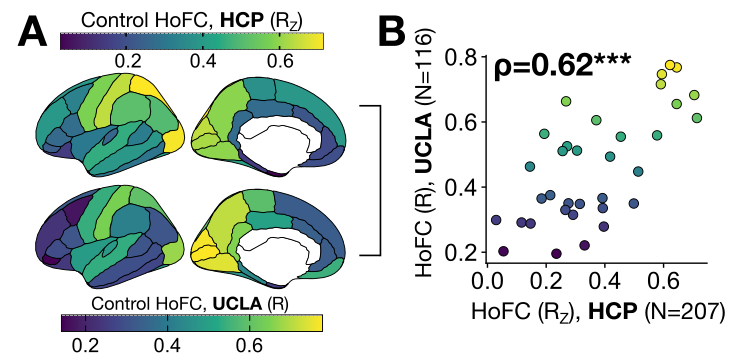 A
Control HoFC, HCP (RZ)
0.2 0.4 0.6
Control HoFC, UCLA (R)
0.2 0.4 0.6
B
ρ=0.62***
HoFC (R), UCLA (N=116)
0.8
0.6
0.4
0.2
0.0 0.2 0.4 0.6
HoFC (RZ), HCP (N=207)